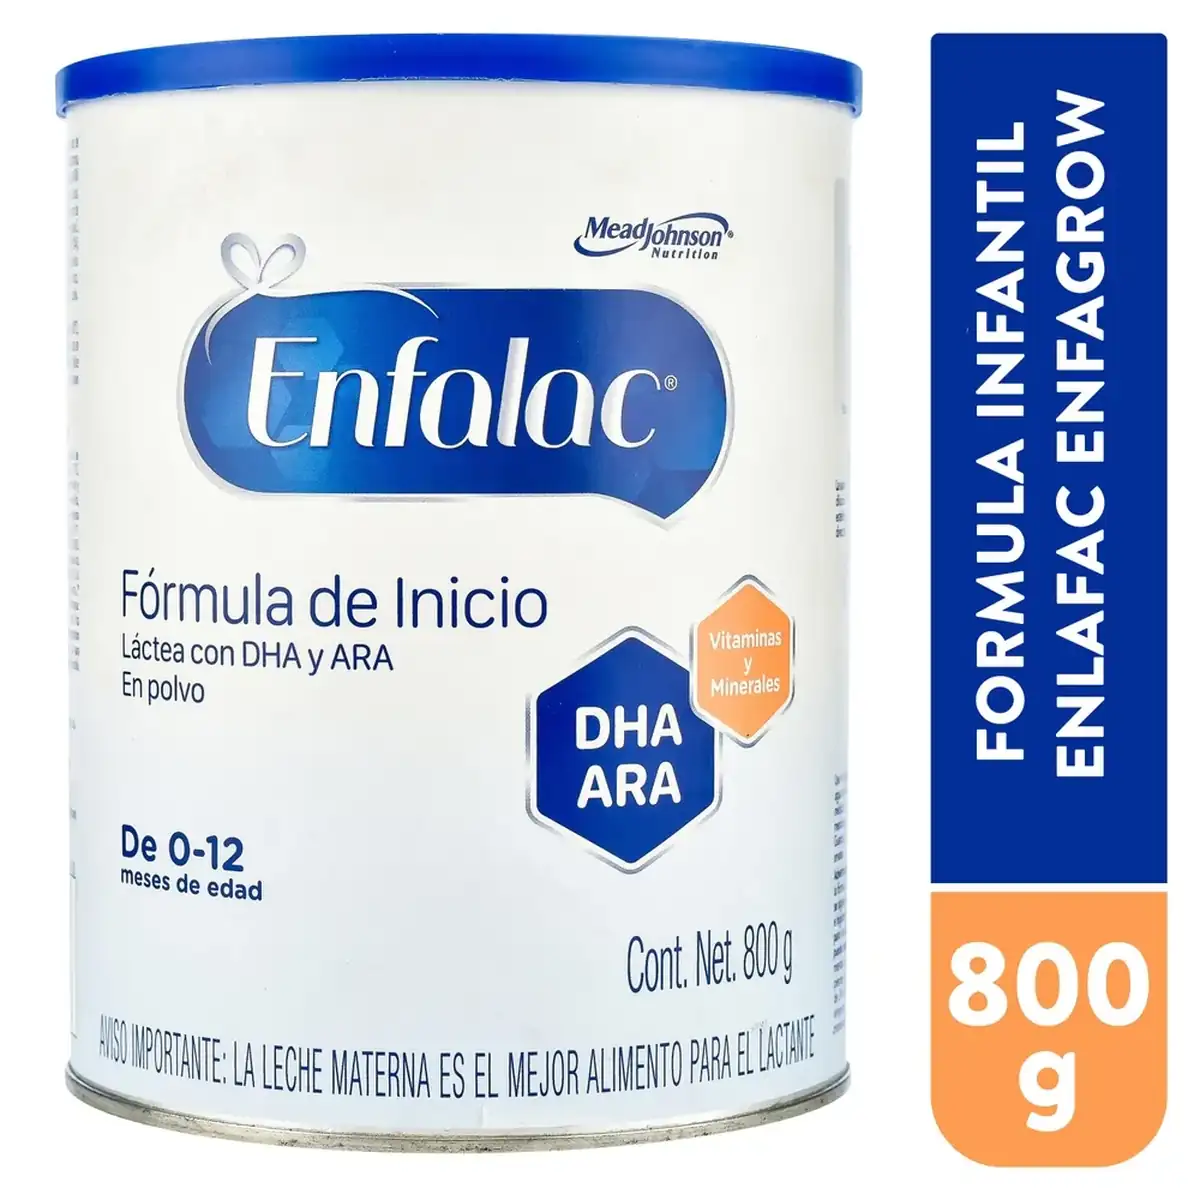 MeadJohnson®
Nutrition
Enfalac®
Fórmula de Inicio
Láctea con DHA y ARA
En polvo
Vitaminas
y
Minerales
DHA
ARA
De 0-12
meses de edad
Cont. Net. 800 g
AVISO IMPORTANTE: LA LECHE MATERNA ES EL MEJOR ALIMENTO PARA EL LACTANTE
FORMULA INFANTIL
ENLAFAC ENFAGROW
800
g